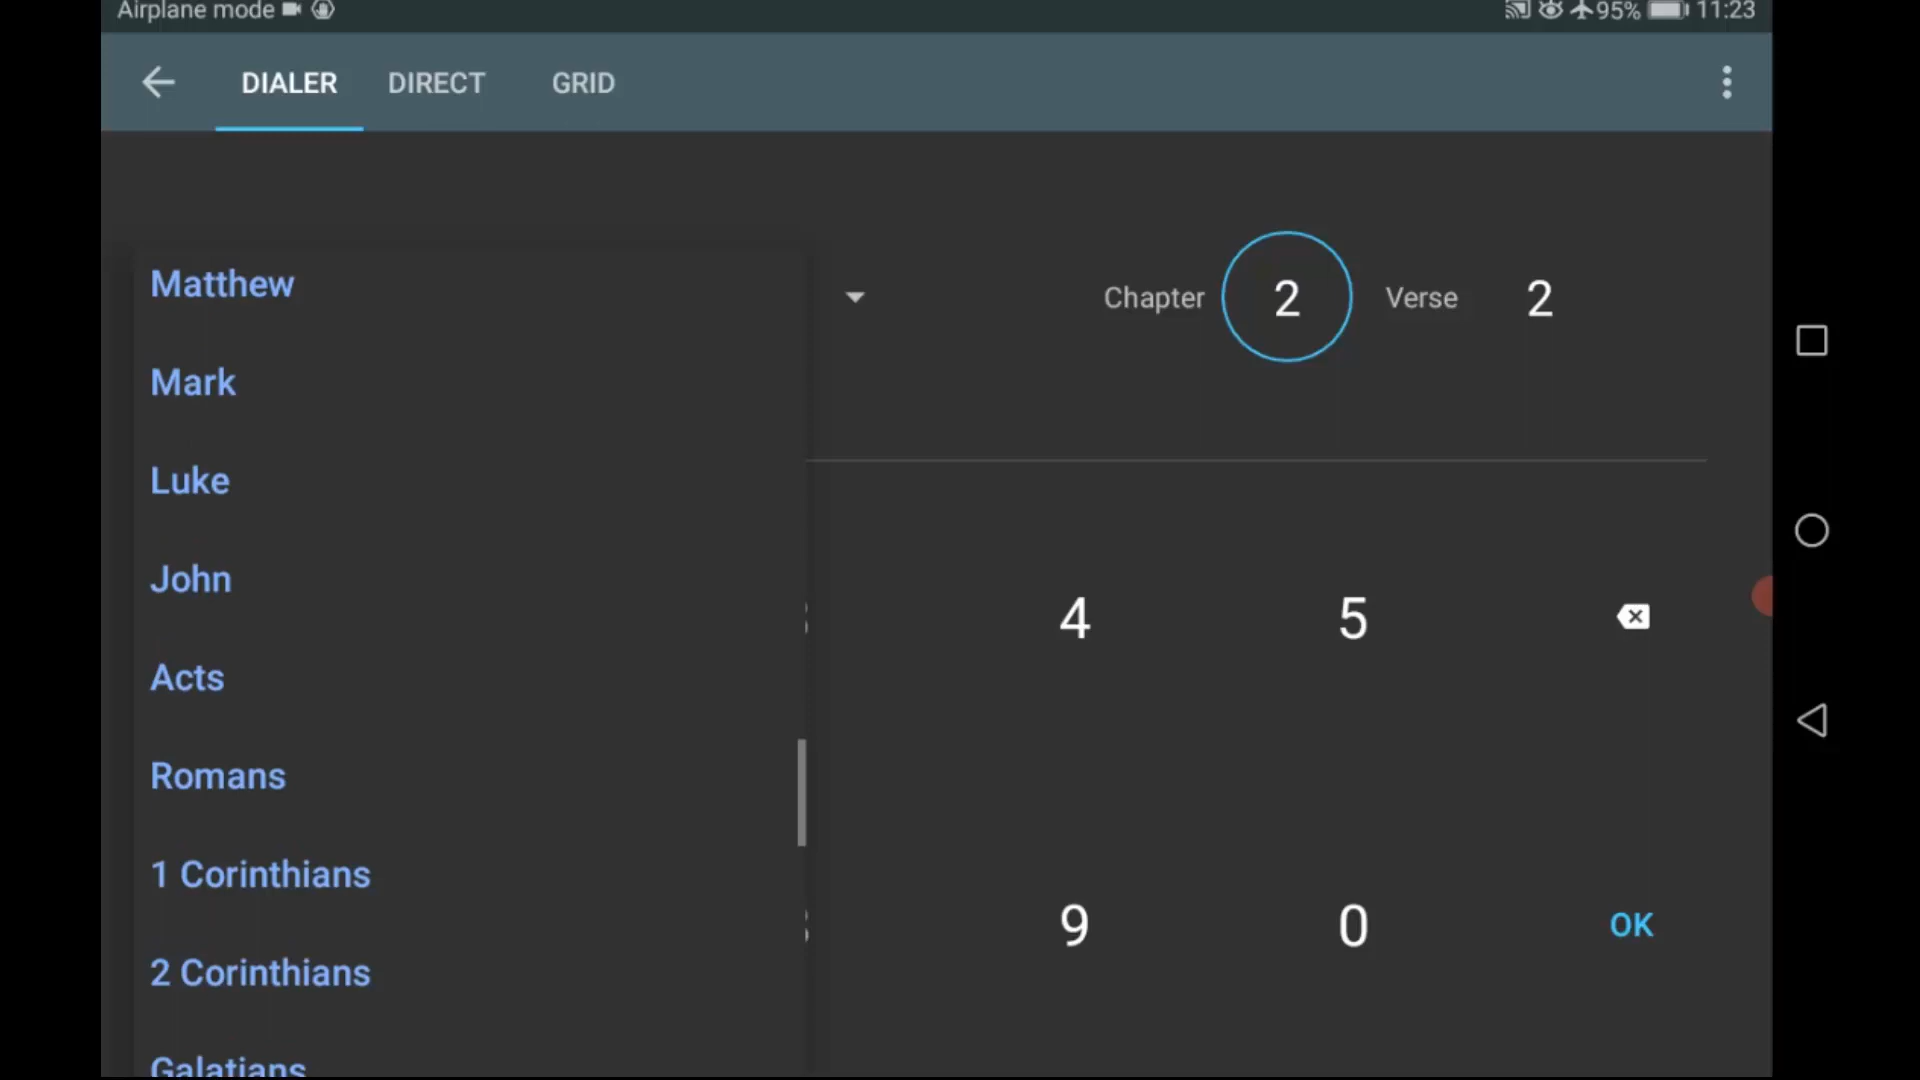 Airplane mode
95% 11:23
DIALER DIRECT GRID
Matthew
Chapter 2 Verse 2
Mark
Luke
John
4 5
Acts
Romans
1 Corinthians
9 0 OK
2 Corinthians
Galatians